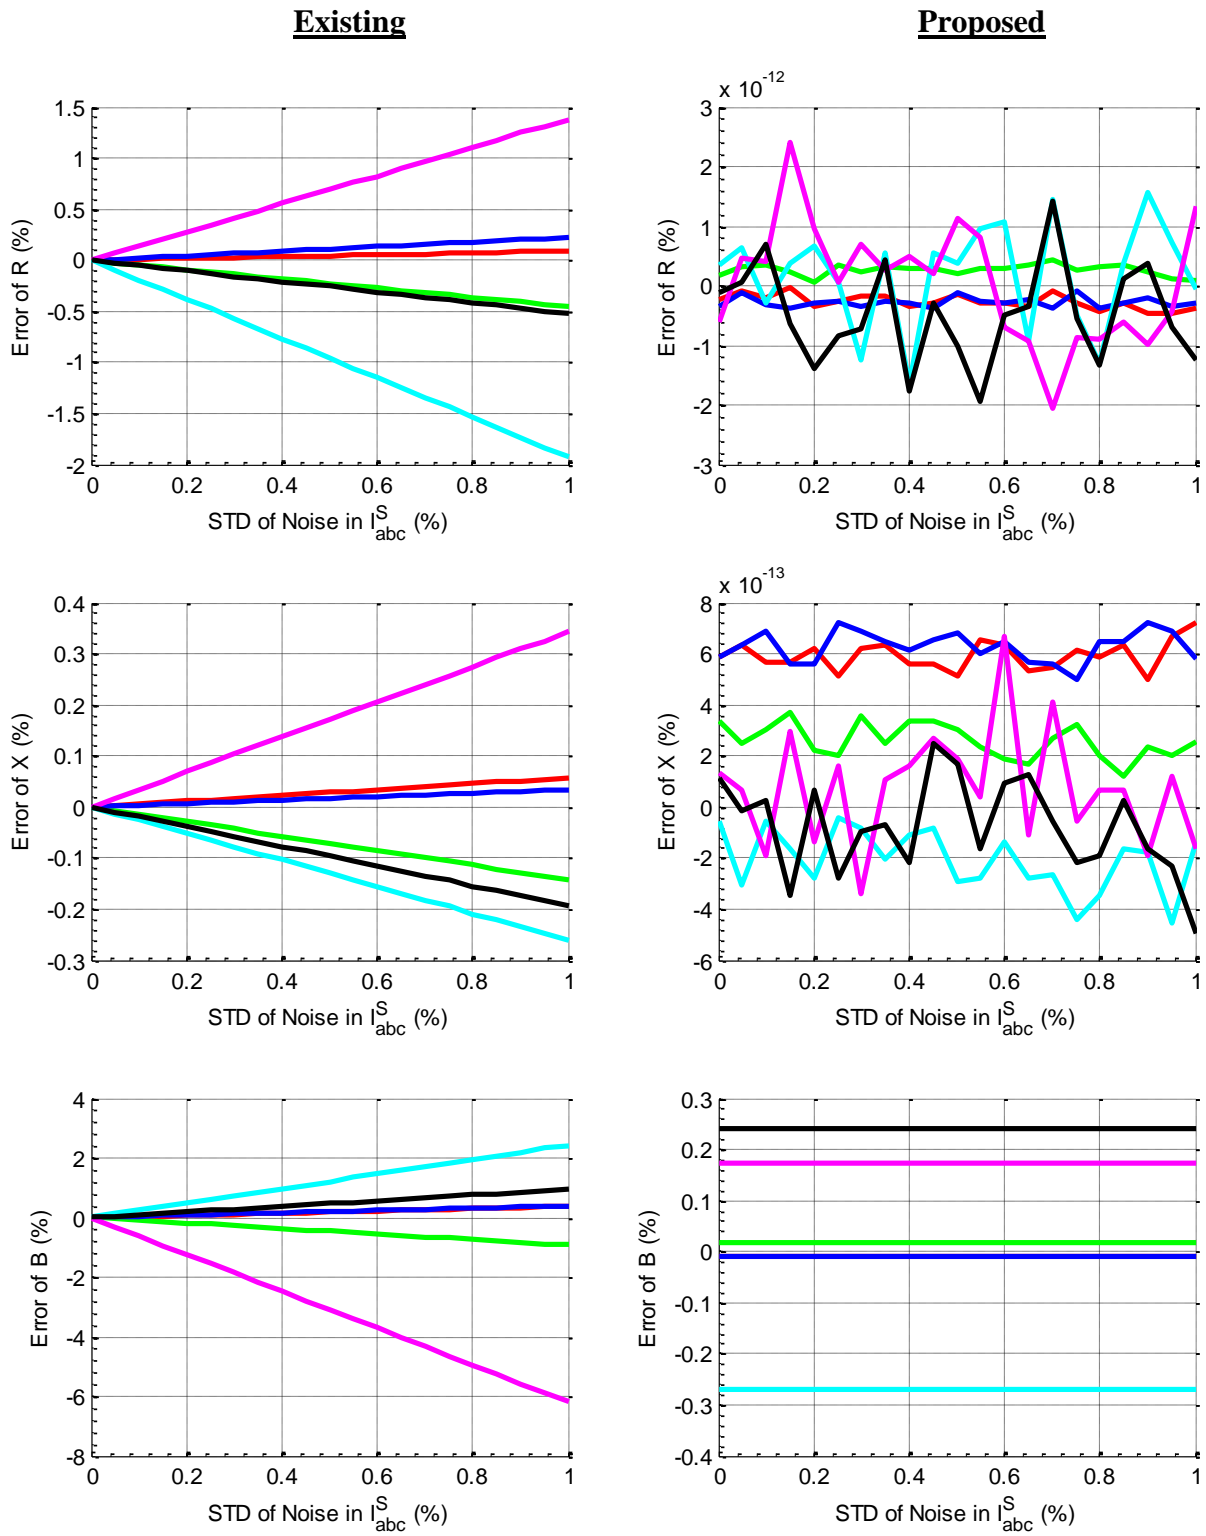 Existing
Proposed
x 10^-12
1.5
1
0.5
0
-0.5
-1
-1.5
-2
Error of R (%)
0 0.2 0.4 0.6 0.8 1
STD of Noise in I^S_abc (%)
3
2
1
0
-1
-2
-3
Error of R (%)
0 0.2 0.4 0.6 0.8 1
STD of Noise in I^S_abc (%)
0.4
0.3
0.2
0.1
0
-0.1
-0.2
-0.3
Error of X (%)
0 0.2 0.4 0.6 0.8 1
STD of Noise in I^S_abc (%)
x 10^-13
8
6
4
2
0
-2
-4
-6
Error of X (%)
0 0.2 0.4 0.6 0.8 1
STD of Noise in I^S_abc (%)
4
2
0
-2
-4
-6
-8
Error of B (%)
0 0.2 0.4 0.6 0.8 1
STD of Noise in I^S_abc (%)
0.3
0.2
0.1
0
-0.1
-0.2
-0.3
-0.4
Error of B (%)
0 0.2 0.4 0.6 0.8 1
STD of Noise in I^S_abc (%)